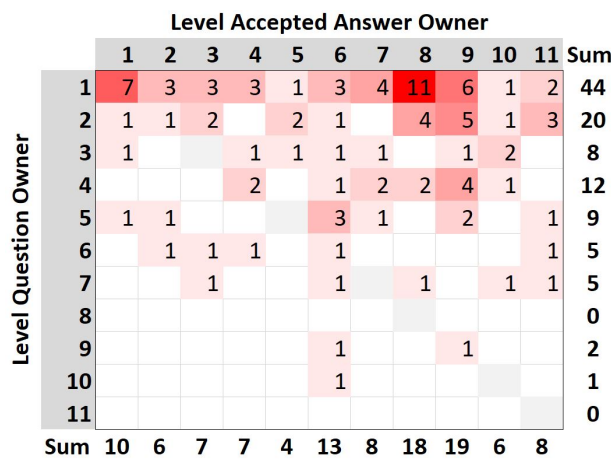 Level Accepted Answer Owner
1 2 3 4 5 6 7 8 9 10 11 Sum
Level Question Owner
1 7 3 3 3 1 3 4 11 6 1 2 44
2 1 1 2 2 1 4 5 1 3 20
3 1 1 1 1 1 1 2 8
4 2 1 2 2 4 1 12
5 1 1 3 1 2 1 9
6 1 1 1 1 1 5
7 1 1 1 1 1 5
8 0
9 1 1 2
10 1 1
11 0
Sum 10 6 7 7 4 13 8 18 19 6 8